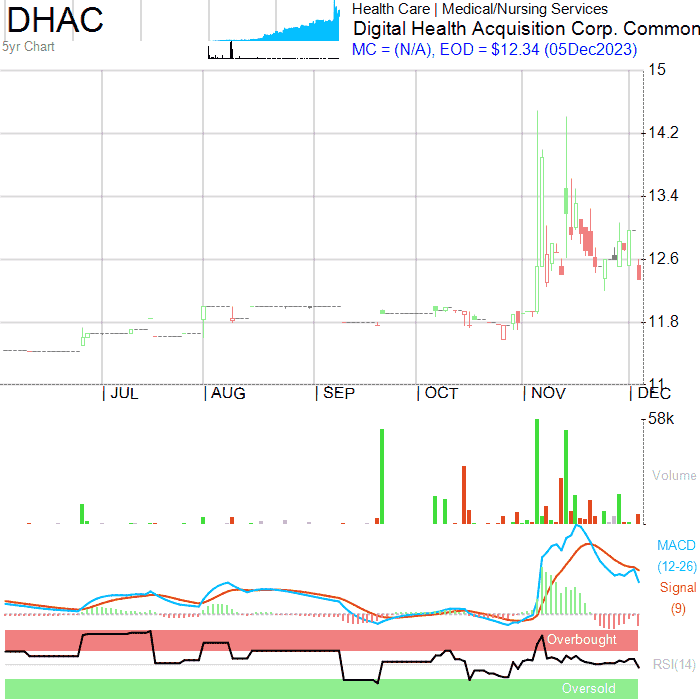 DHAC
5yr Chart
Health Care | Medical/Nursing Services
Digital Health Acquisition Corp. Common
MC = (N/A), EOD = $12.34 (05Dec2023)
15
14.2
13.4
12.6
11.8
11
| JUL | AUG | SEP | OCT | NOV | DEC
58k
Volume
MACD
(12-26)
Signal
(9)
Overbought
RSI(14)
Oversold